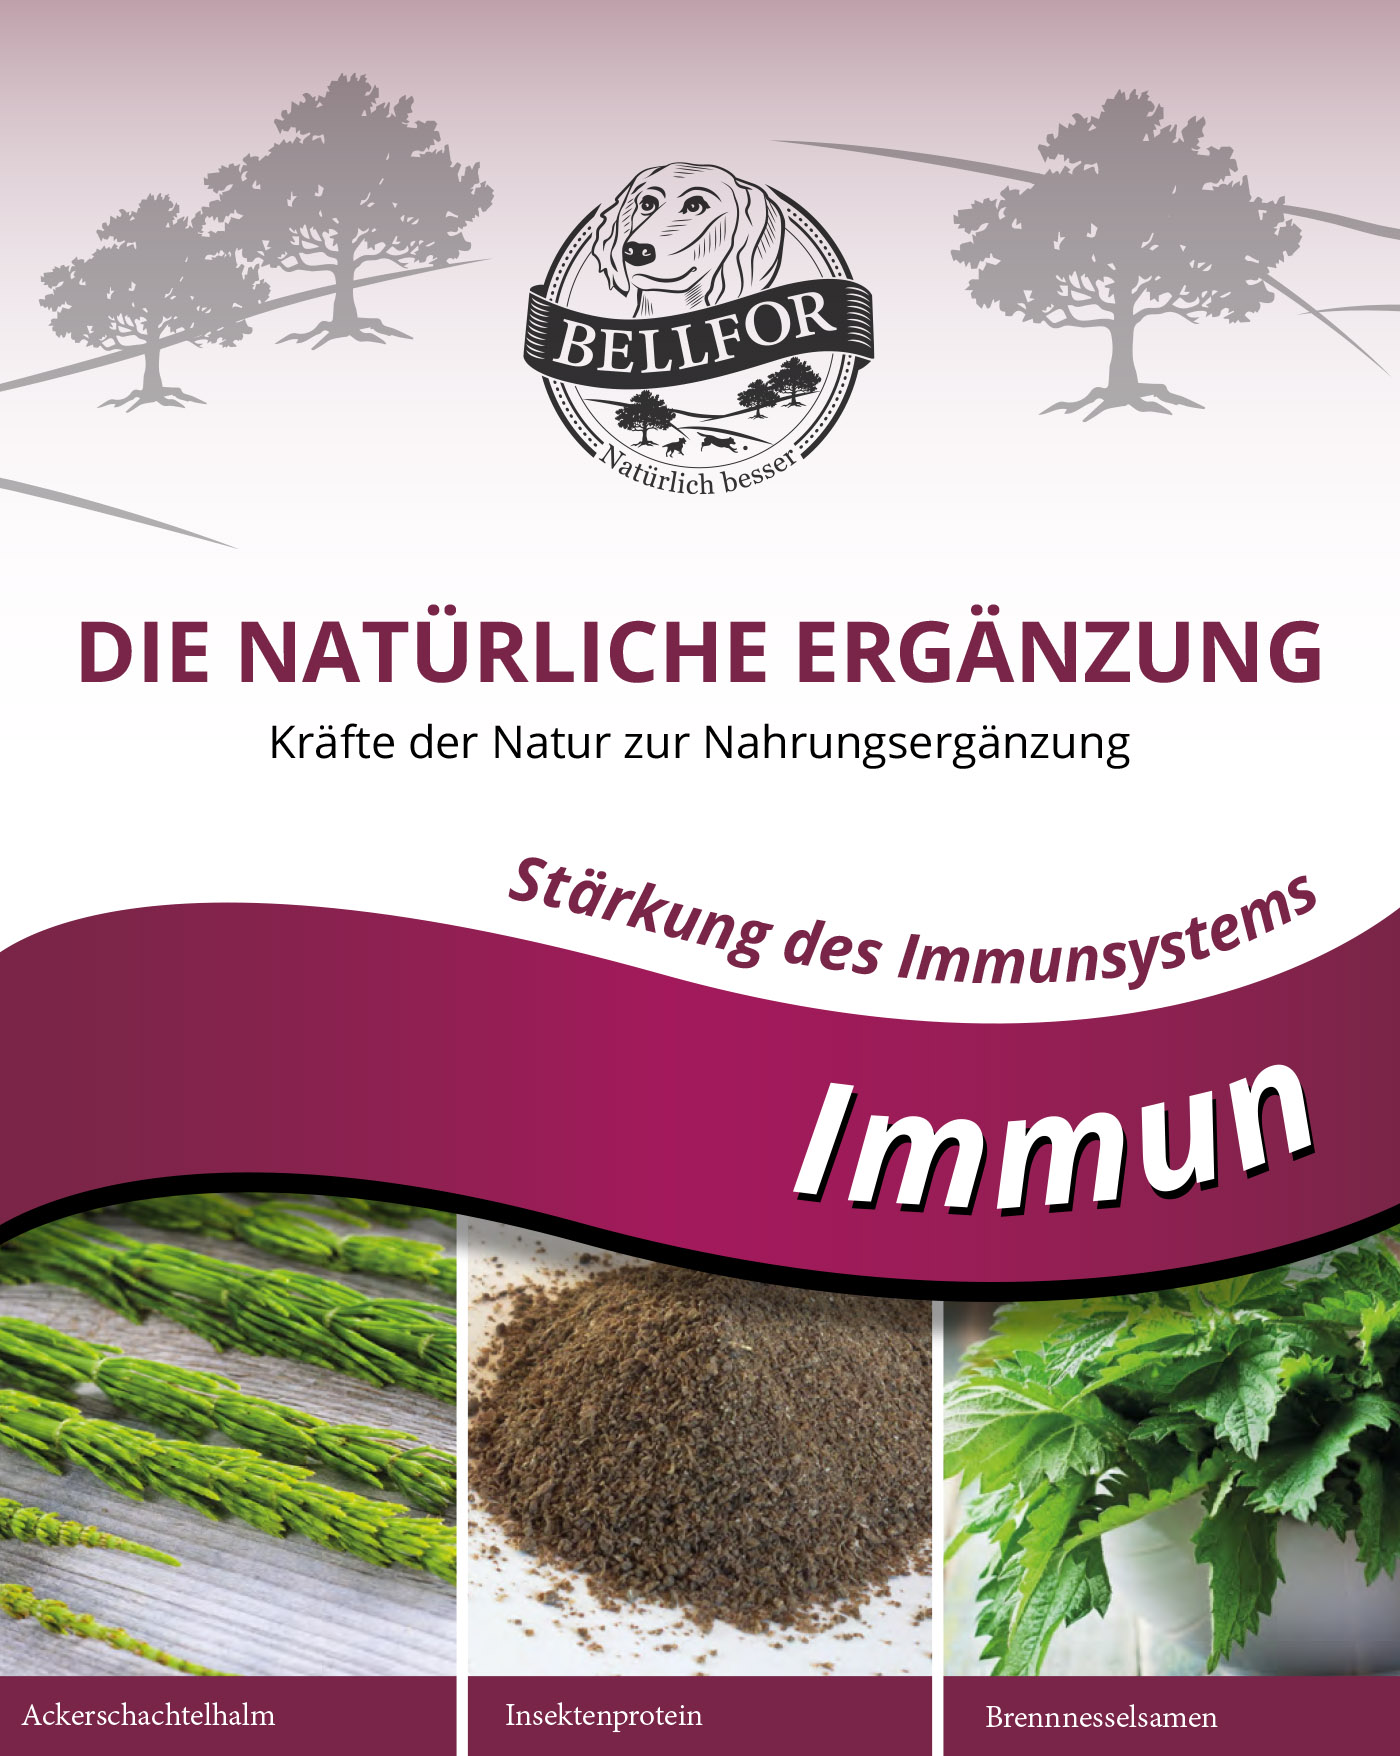 BELLFOR
Natürlich besser
DIE NATÜRLICHE ERGÄNZUNG
Kräfte der Natur zur Nahrungsergänzung
Stärkung des Immunsystems
Immun
Ackerschachtelhalm
Insektenprotein
Brennnesselsamen